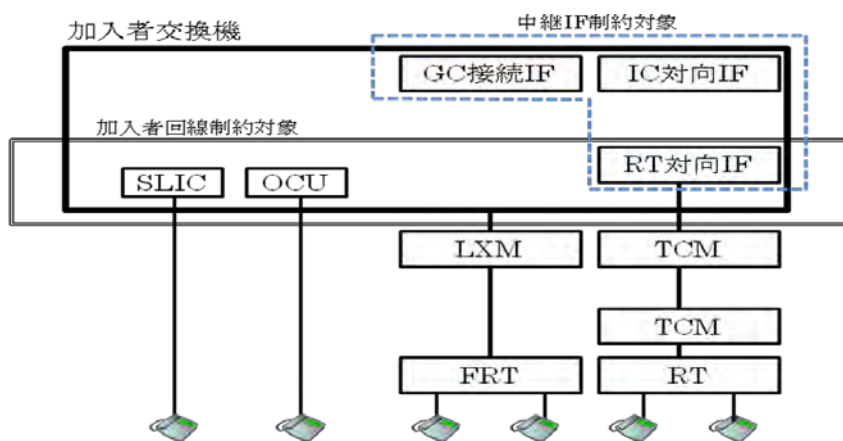 中継IF制約対象
加入者交換機
GC接続IF
IC対向IF
加入者回線制約対象
SLIC
OCU
RT対向IF
LXM
TCM
TCM
FRT
RT